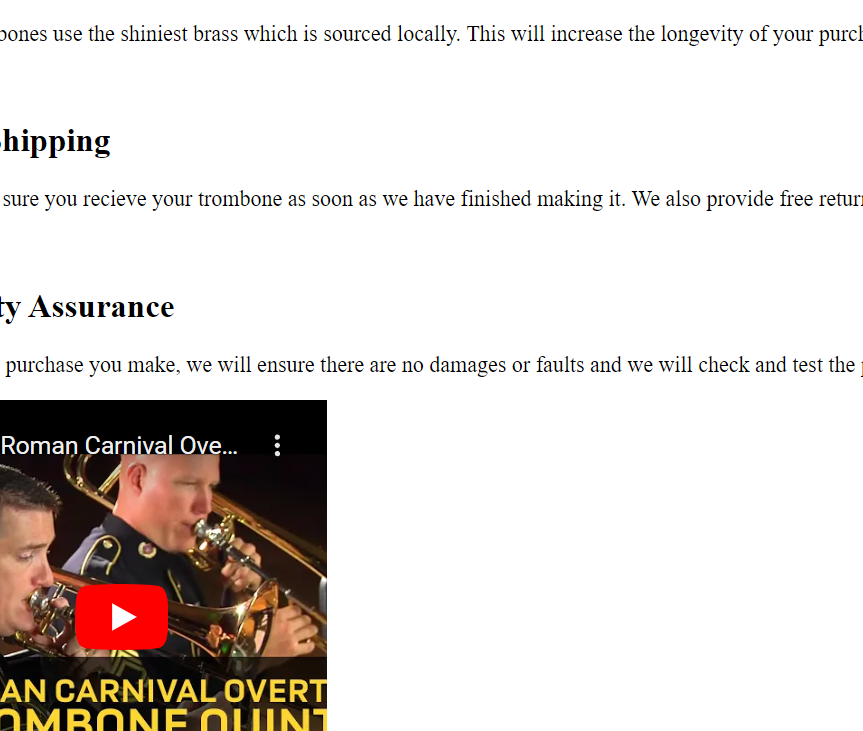 bones use the shiniest brass which is sourced locally. This will increase the longevity of your purch
Shipping
sure you recieve your trombone as soon as we have finished making it. We also provide free return
ty Assurance
purchase you make, we will ensure there are no damages or faults and we will check and test the
Roman Carnival Ove...
AN CARNIVAL OVERT
OMBONE QUINT